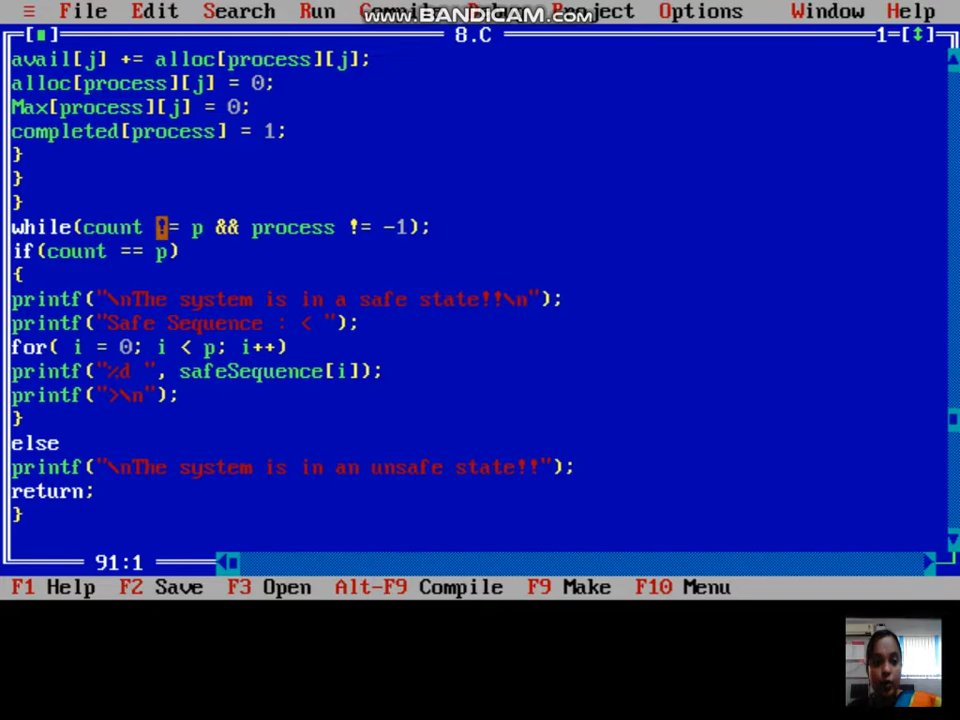 ≡ File Edit Search Run Compile Debug Project Options Window Help
www.BANDICAM.com
[■] 8.C 1=[↕]
avail[j] += alloc[process][j];
alloc[process][j] = 0;
Max[process][j] = 0;
completed[process] = 1;
}
}
}
while(count != p && process != -1);
if(count == p)
{
printf("\nThe system is in a safe state!!\n");
printf("Safe Sequence : < ");
for( i = 0; i < p; i++)
printf("%d ", safeSequence[i]);
printf(">\n");
}
else
printf("\nThe system is in an unsafe state!!");
return;
}
91:1
F1 Help F2 Save F3 Open Alt-F9 Compile F9 Make F10 Menu